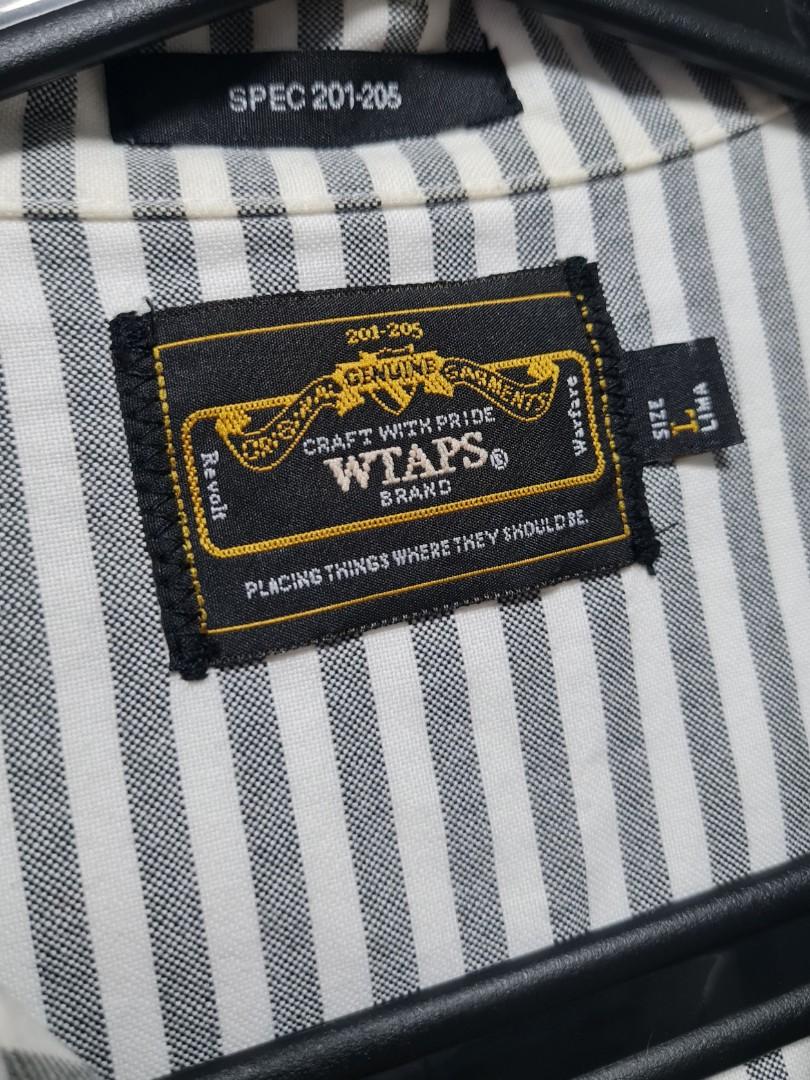 SPEC 201-205
201-205
ORIGINAL GENUINE GARMENTS
CRAFT WITH PRIDE
WTAPS®
BRAND
Revolt
Warfare
PLACING THINGS WHERE THEY SHOULD BE.
SIZE
L
LIMA